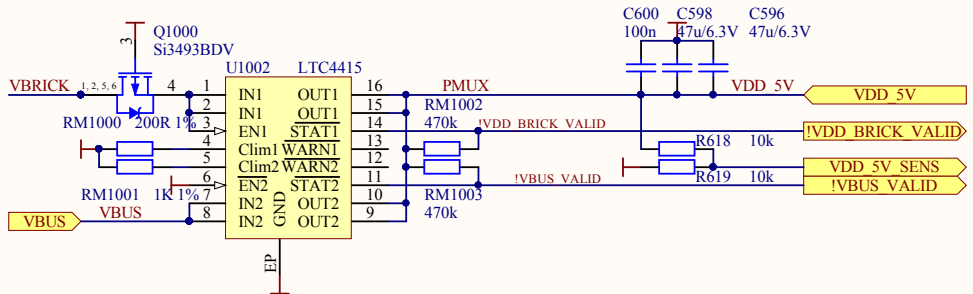 C600
100n
C598
47u/6.3V
C596
47u/6.3V
Q1000
Si3493BDV
3
U1002
LTC4415
VBRICK
1, 2, 5, 6
4
1
IN1
OUT1
16
PMUX
VDD_5V
VDD_5V
2
IN1
OUT1
15
RM1002
470k
3
EN1
STAT1
14
!VDD_BRICK_VALID
!VDD_BRICK_VALID
RM1000
200R 1%
4
Clim1
WARN1
13
R618
10k
5
Clim2
WARN2
12
VDD_5V_SENS
R619
10k
6
EN2
STAT2
11
!VBUS_VALID
!VBUS_VALID
RM1001
1K 1%
7
IN2
OUT2
10
RM1003
470k
VBUS
VBUS
8
IN2
OUT2
9
GND
EP